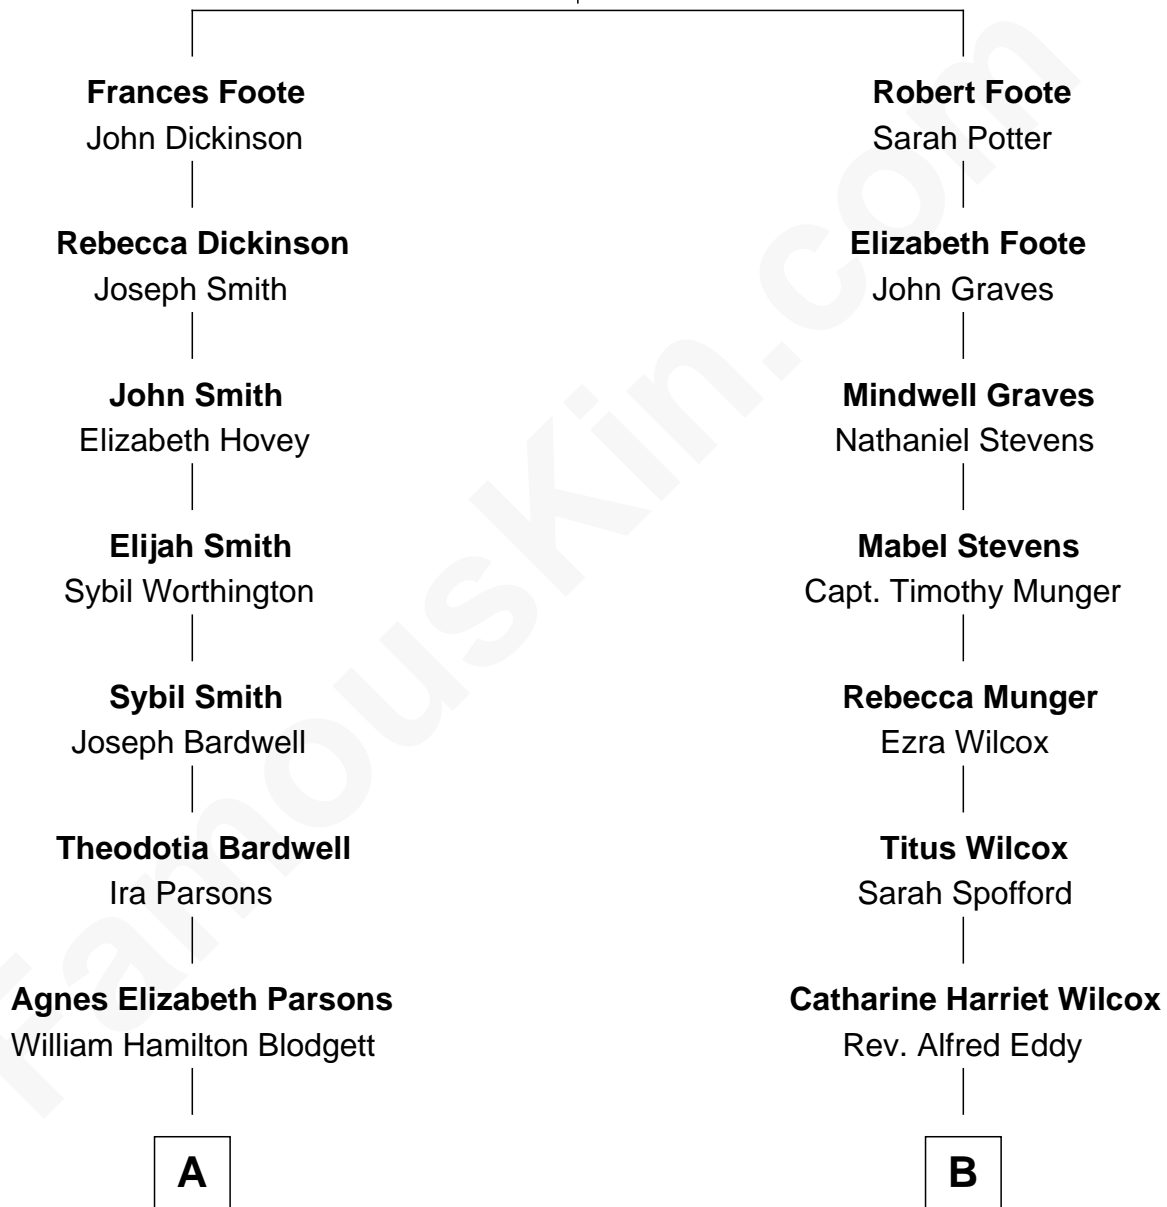 Frances Foote
John Dickinson
Robert Foote
Sarah Potter
Rebecca Dickinson
Joseph Smith
Elizabeth Foote
John Graves
John Smith
Elizabeth Hovey
Mindwell Graves
Nathaniel Stevens
Elijah Smith
Sybil Worthington
Mabel Stevens
Capt. Timothy Munger
Sybil Smith
Joseph Bardwell
Rebecca Munger
Ezra Wilcox
Theodotia Bardwell
Ira Parsons
Titus Wilcox
Sarah Spofford
Agnes Elizabeth Parsons
William Hamilton Blodgett
Catharine Harriet Wilcox
Rev. Alfred Eddy
A
B
FamousKin.com